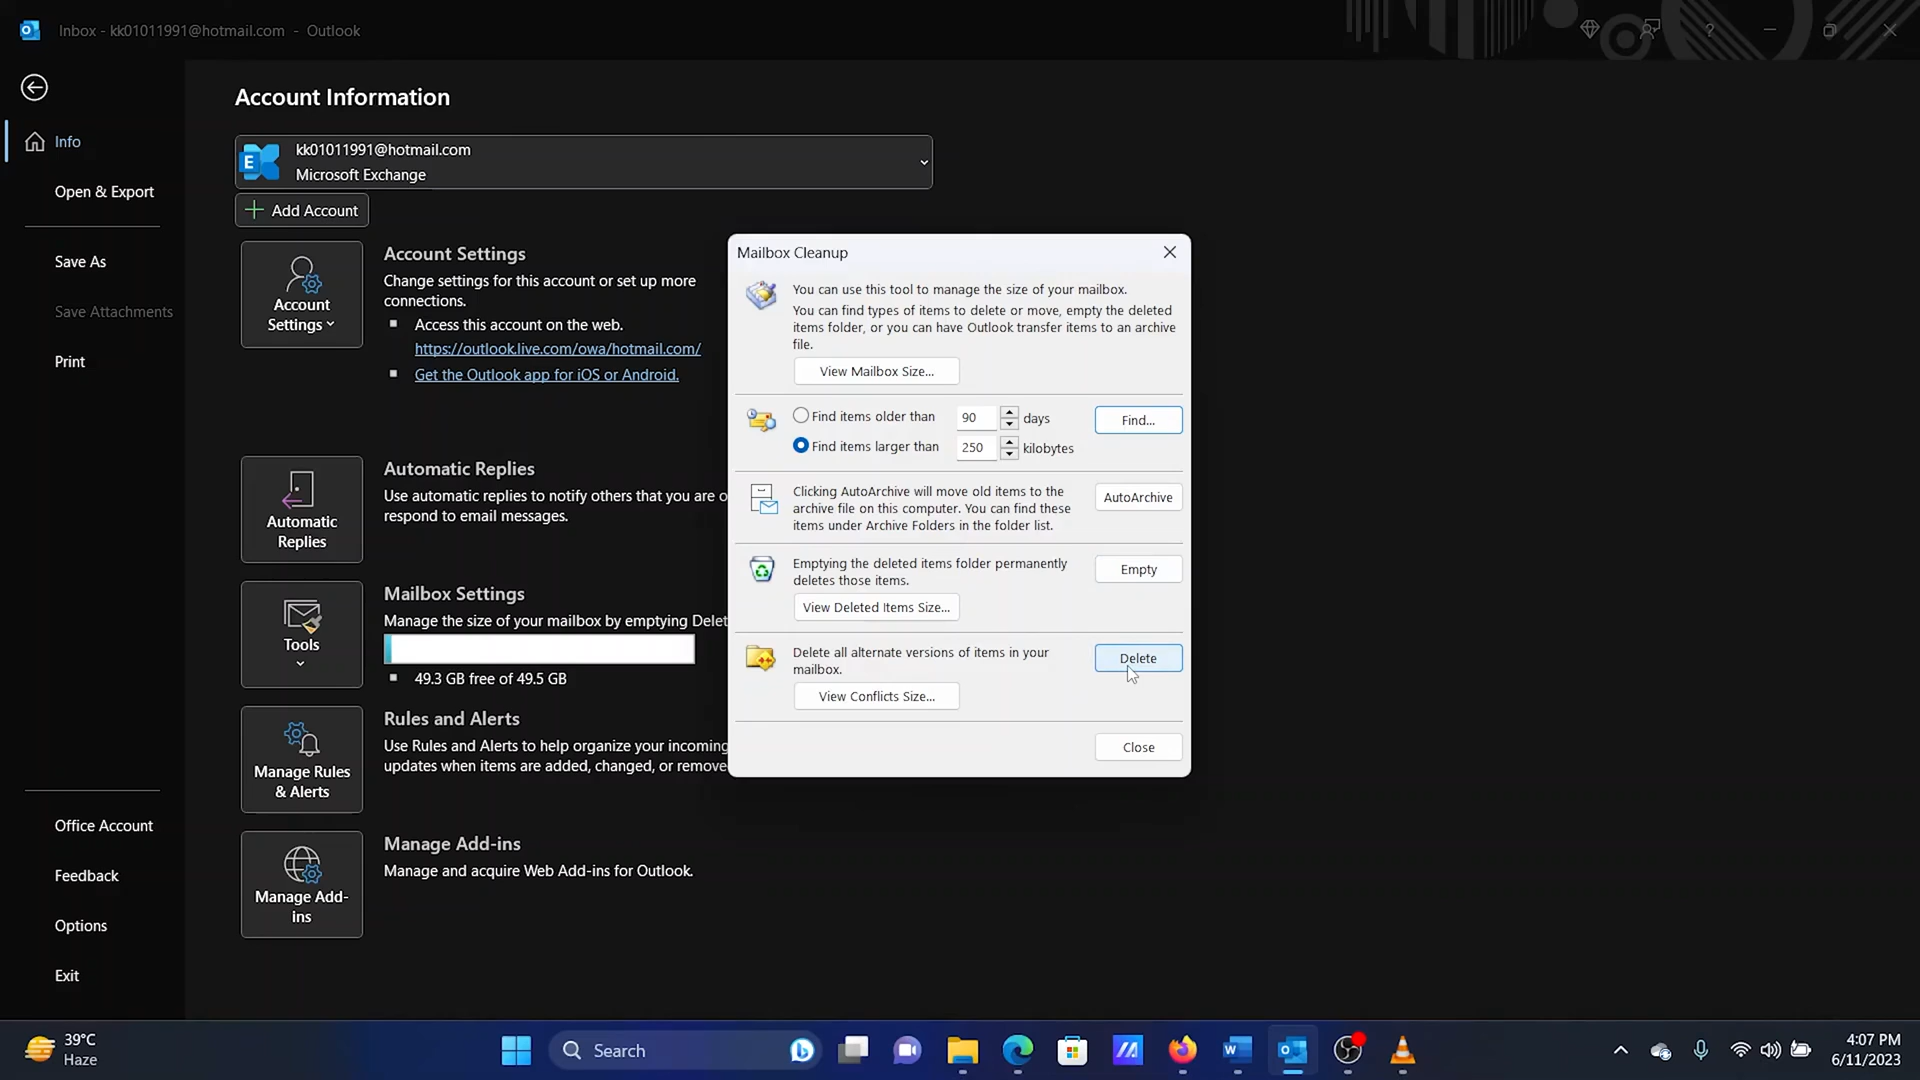 Inbox - kk01011991@hotmail.com - Outlook
Account Information
Info
kk01011991@hotmail.com
Microsoft Exchange
Open & Export
Add Account
Save As
Save Attachments
Print
Account Settings
Account Settings
Change settings for this account or set up more
connections.
Access this account on the web.
https://outlook.live.com/owa/hotmail.com/
Get the Outlook app for iOS or Android.
Automatic
Replies
Automatic Replies
Use automatic replies to notify others that you are o
respond to email messages.
Tools
Mailbox Settings
Manage the size of your mailbox by emptying Delet
49.3 GB free of 49.5 GB
Manage Rules
& Alerts
Rules and Alerts
Use Rules and Alerts to help organize your incoming
updates when items are added, changed, or remove
Manage Add-
ins
Manage Add-ins
Manage and acquire Web Add-ins for Outlook.
Office Account
Feedback
Options
Exit
Mailbox Cleanup
You can use this tool to manage the size of your mailbox.
You can find types of items to delete or move, empty the deleted
items folder, or you can have Outlook transfer items to an archive
file.
View Mailbox Size...
Find items older than 90 days
Find...
Find items larger than 250 kilobytes
Clicking AutoArchive will move old items to the
archive file on this computer. You can find these
items under Archive Folders in the folder list.
AutoArchive
Emptying the deleted items folder permanently
deletes those items.
Empty
View Deleted Items Size...
Delete all alternate versions of items in your
mailbox.
Delete
View Conflicts Size...
Close
39°C
Haze
Search
4:07 PM
6/11/2023